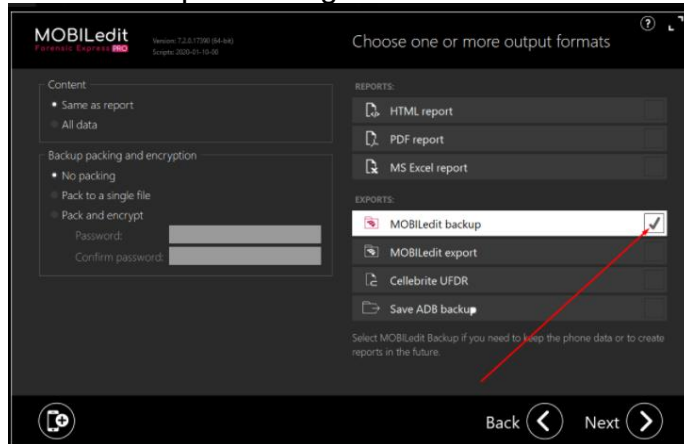 MOBILedit
Forensic Express PRO
Version: 7.2.0.17390 (64-bit)
Scripts: 2020-01-10-00
Choose one or more output formats
?
Content
Same as report
All data
Backup packing and encryption
No packing
Pack to a single file
Pack and encrypt
Password:
Confirm password:
REPORTS:
HTML report
PDF report
MS Excel report
EXPORTS:
MOBILedit backup
MOBILedit export
Cellebrite UFDR
Save ADB backup
Select MOBILedit Backup if you need to keep the phone data or to create
reports in the future.
Back
Next